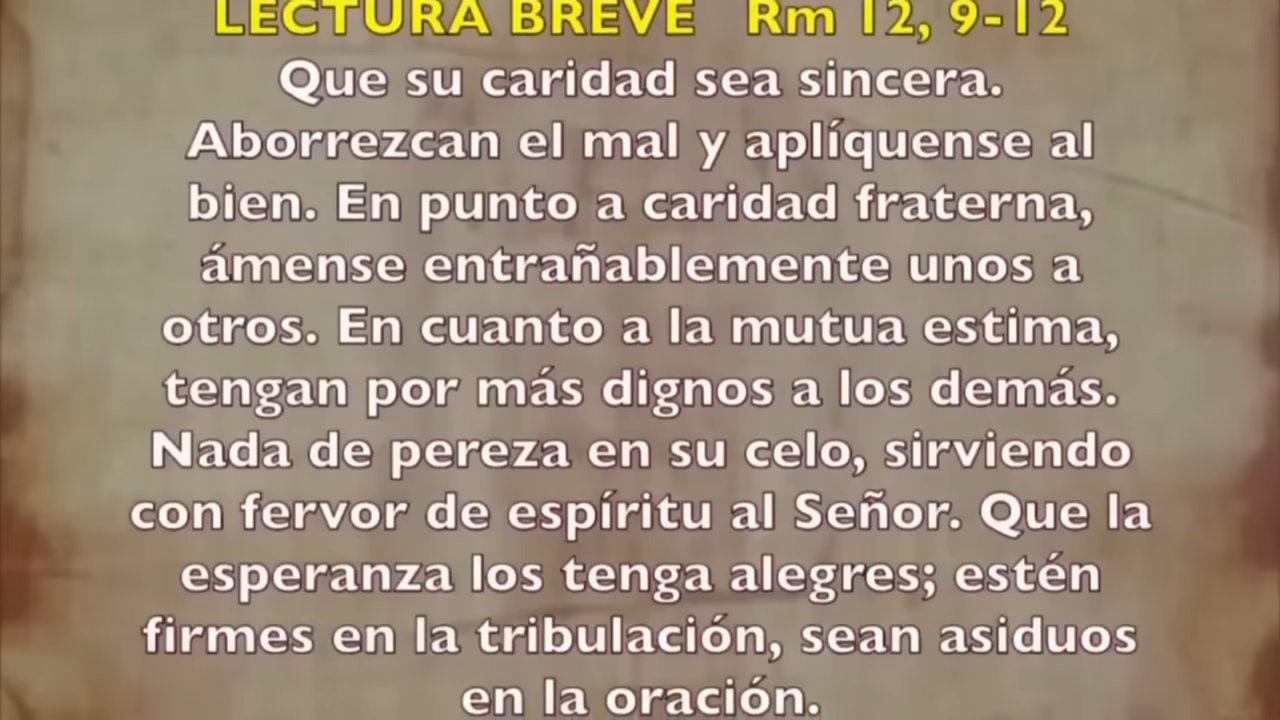 LECTURA BREVE Rm 12, 9-12
Que su caridad sea sincera.
Aborrezcan el mal y aplíquense al
bien. En punto a caridad fraterna,
ámense entrañablemente unos a
otros. En cuanto a la mutua estima,
tengan por más dignos a los demás.
Nada de pereza en su celo, sirviendo
con fervor de espíritu al Señor. Que la
esperanza los tenga alegres; estén
firmes en la tribulación, sean asiduos
en la oración.